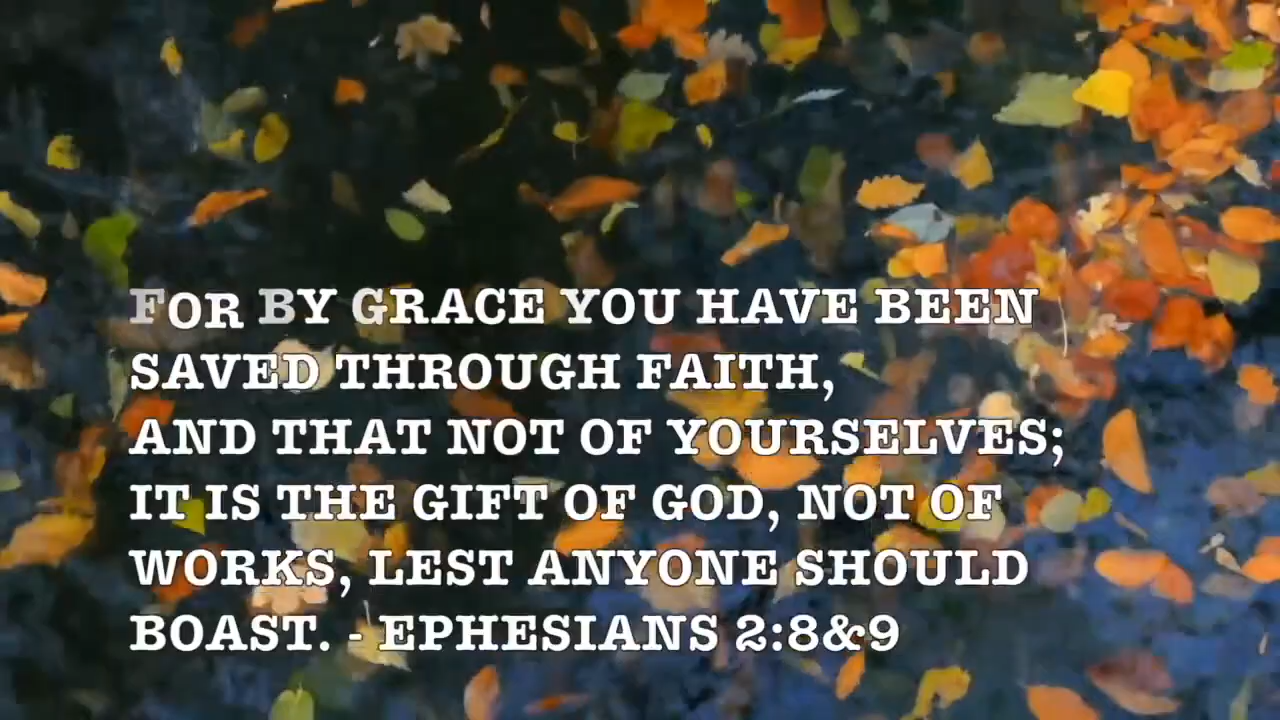 FOR BY GRACE YOU HAVE BEEN
SAVED THROUGH FAITH,
AND THAT NOT OF YOURSELVES;
IT IS THE GIFT OF GOD, NOT OF
WORKS, LEST ANYONE SHOULD
BOAST. - EPHESIANS 2:8&9